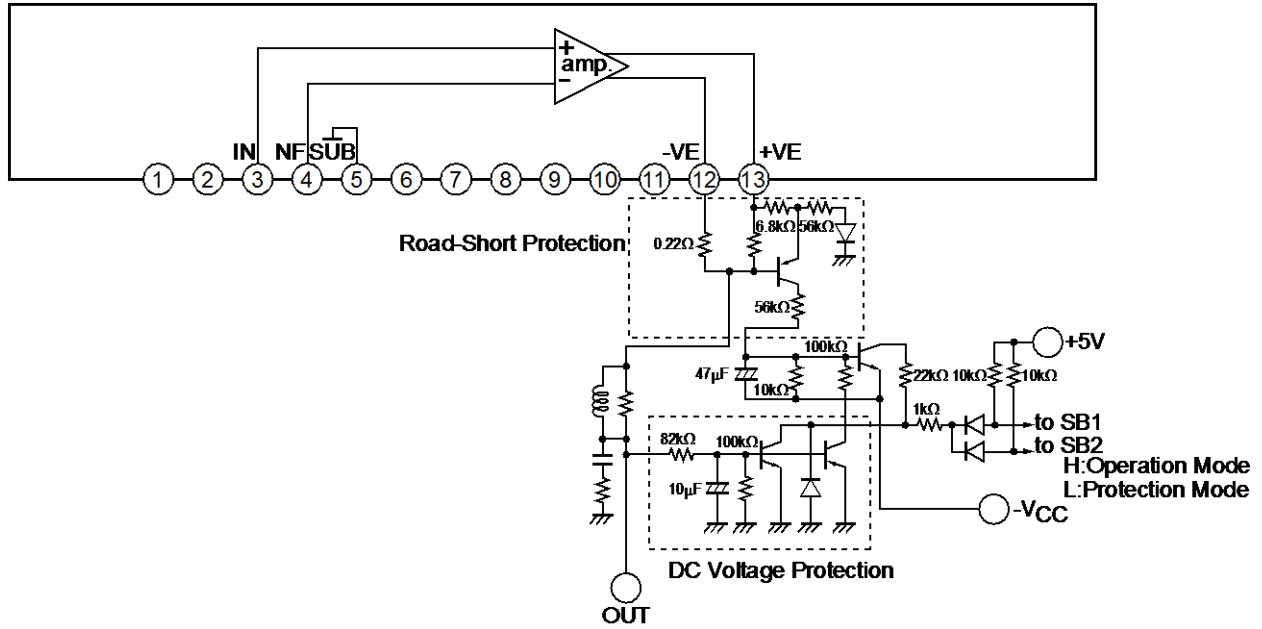 +
amp.
−
IN NF SUB -VE +VE
1 2 3 4 5 6 7 8 9 10 11 12 13
6.8kΩ 56kΩ
Road-Short Protection 0.22Ω
56kΩ
+5V
100kΩ
47μF 10kΩ 22kΩ 10kΩ 10kΩ
1kΩ
to SB1
82kΩ 100kΩ to SB2
H:Operation Mode
10μF L:Protection Mode
-VCC
DC Voltage Protection
OUT